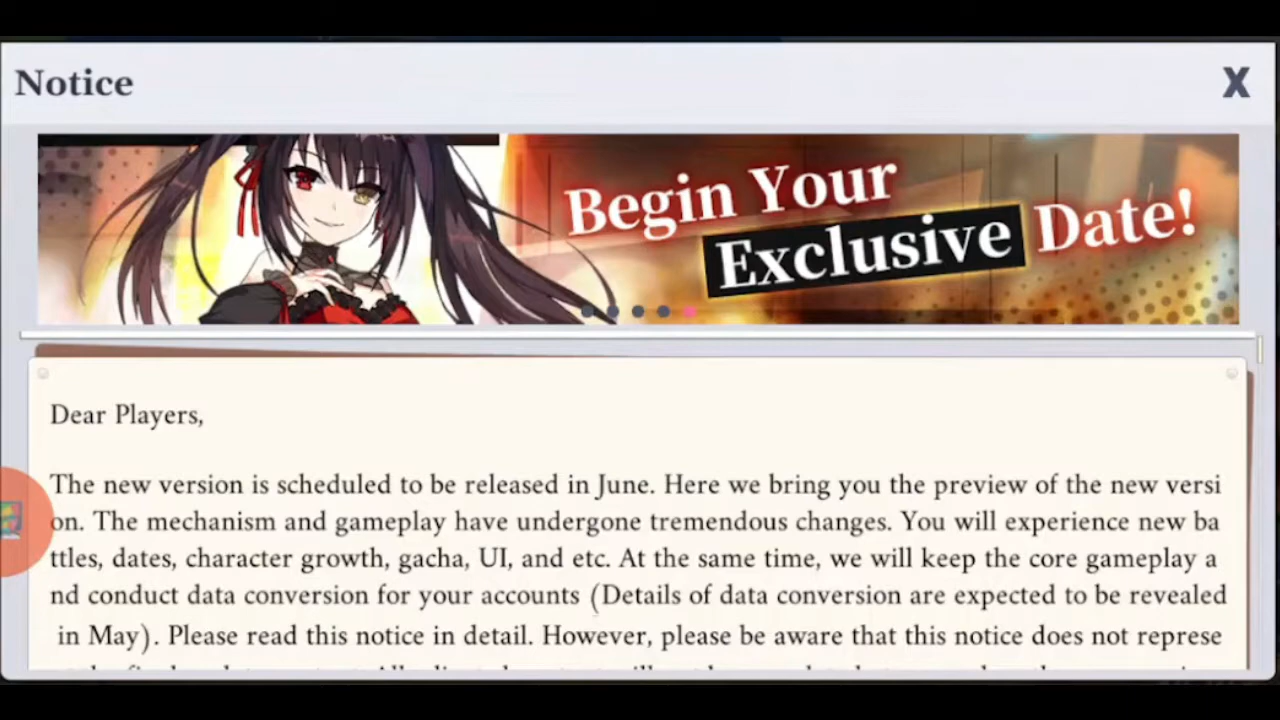 Notice
X
Begin Your
Exclusive Date!
Dear Players,
The new version is scheduled to be released in June. Here we bring you the preview of the new versi
on. The mechanism and gameplay have undergone tremendous changes. You will experience new ba
ttles, dates, character growth, gacha, UI, and etc. At the same time, we will keep the core gameplay a
nd conduct data conversion for your accounts (Details of data conversion are expected to be revealed
in May). Please read this notice in detail. However, please be aware that this notice does not represe